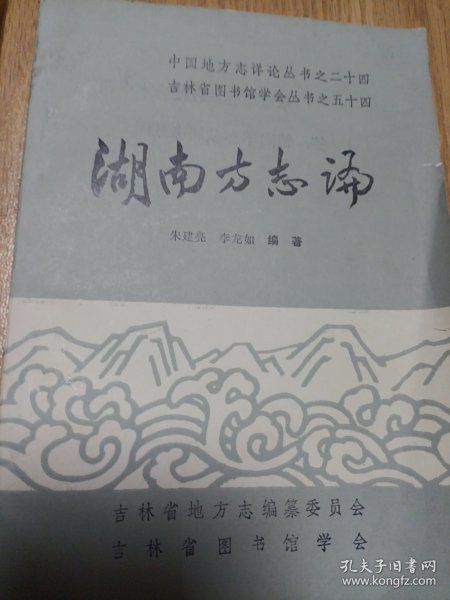 中国地方志详论丛书之二十四
吉林省图书馆学会丛书之五十四
湖南方志论
朱建亮 李龙如 编 著
吉林省地方志编纂委员会
吉林省图书馆学会
孔夫子旧书网
www.kongfz.com